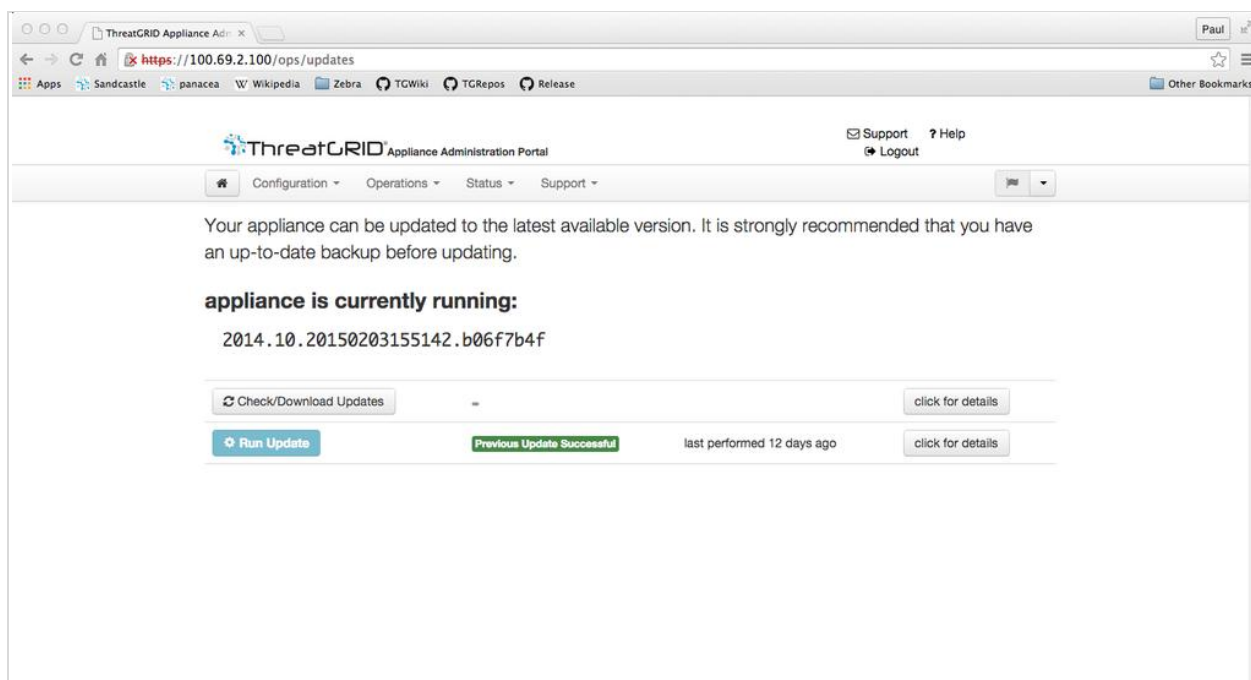 ThreatGRID Appliance Adn
Paul
https://100.69.2.100/ops/updates
Apps Sandcastle panacea W Wikipedia Zebra TGWiki TGRepos Release Other Bookmarks
Support ? Help
ThreatGRID® Appliance Administration Portal
Logout
Configuration Operations Status Support
Your appliance can be updated to the latest available version. It is strongly recommended that you have
an up-to-date backup before updating.
appliance is currently running:
2014.10.20150203155142.b06f7b4f
Check/Download Updates - click for details
Run Update Previous Update Successful last performed 12 days ago click for details